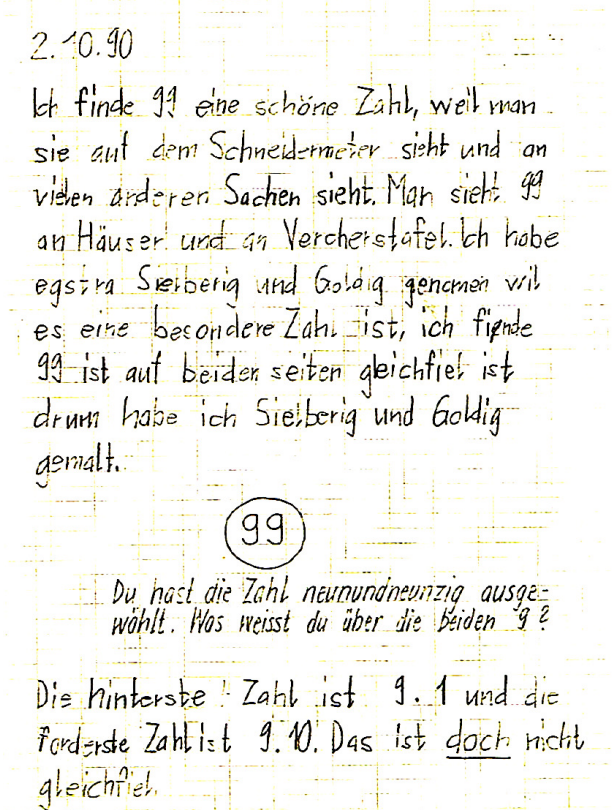 2.10.90
Ich finde 99 eine schöne Zahl, weil man
sie auf dem Schneidermeter sieht und an
vielen anderen Sachen sieht. Man sieht 99
an Häuser und an Vercherstafel. Ich habe
egstra Sielberig und Goldig genomen wil
es eine besondere Zahl ist, ich fiende
99 ist auf beiden seiten gleichfiel ist
drum habe ich Sielberig und Goldig
gemalt.
99
Du hast die Zahl neunundneunzig ausge-
wählt. Was weisst du über die beiden 9?
Die hinterste Zahl ist 9.1 und die
forderste Zahl ist 9.10. Das ist doch nicht
gleichfiel.